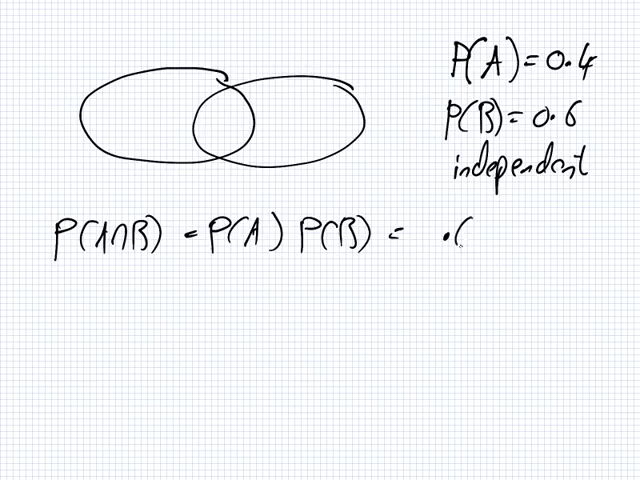 P(A) = 0.4
P(B) = 0.6
independent
P(A∩B) = P(A) P(B) =